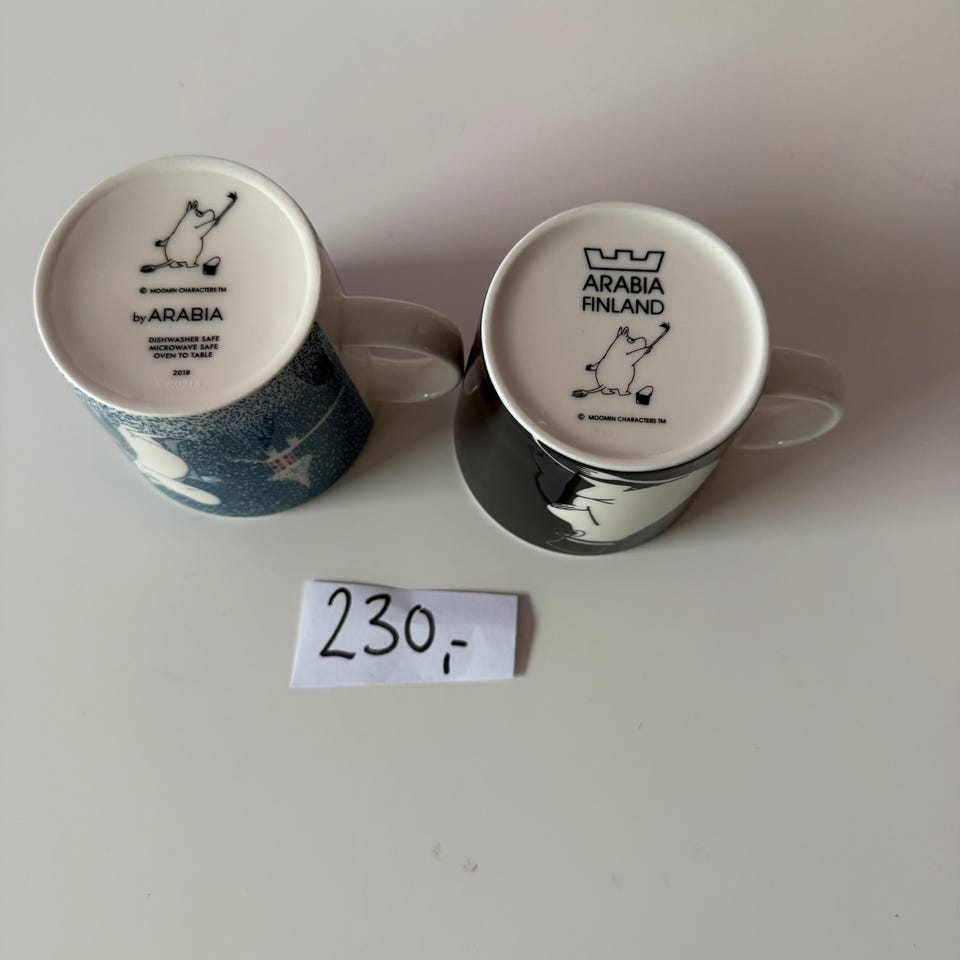 © MOOMIN CHARACTERS TM
by ARABIA
DISHWASHER SAFE
MICROWAVE SAFE
OVEN TO TABLE
2018
ARABIA
FINLAND
© MOOMIN CHARACTERS TM
230,-